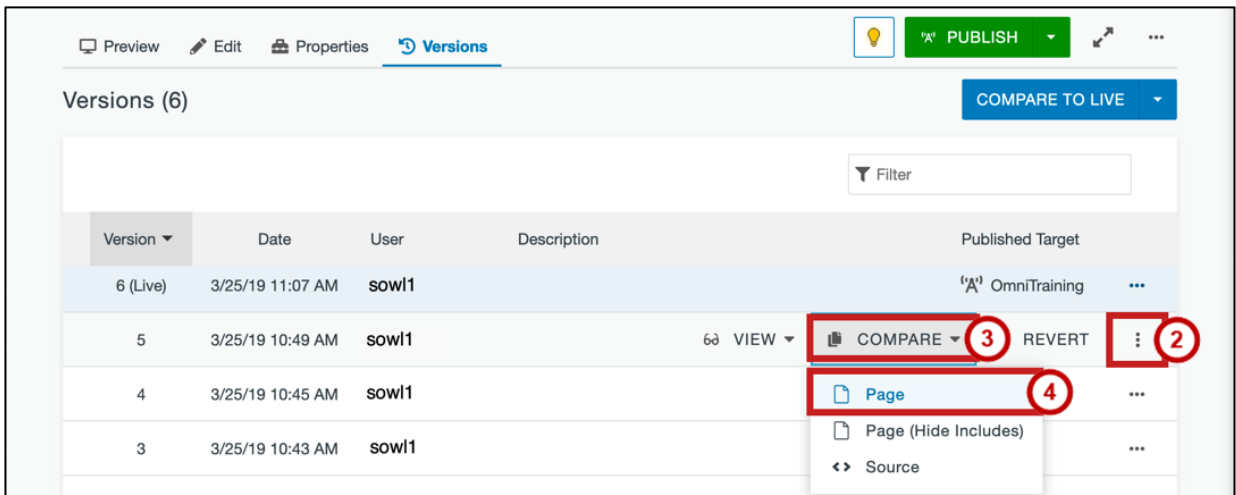 Preview Edit Properties Versions PUBLISH
Versions (6) COMPARE TO LIVE
Filter
Version Date User Description Published Target
6 (Live) 3/25/19 11:07 AM sowl1 OmniTraining
5 3/25/19 10:49 AM sowl1 VIEW COMPARE 3 REVERT 2
4 3/25/19 10:45 AM sowl1 Page 4
Page (Hide Includes)
3 3/25/19 10:43 AM sowl1
Source